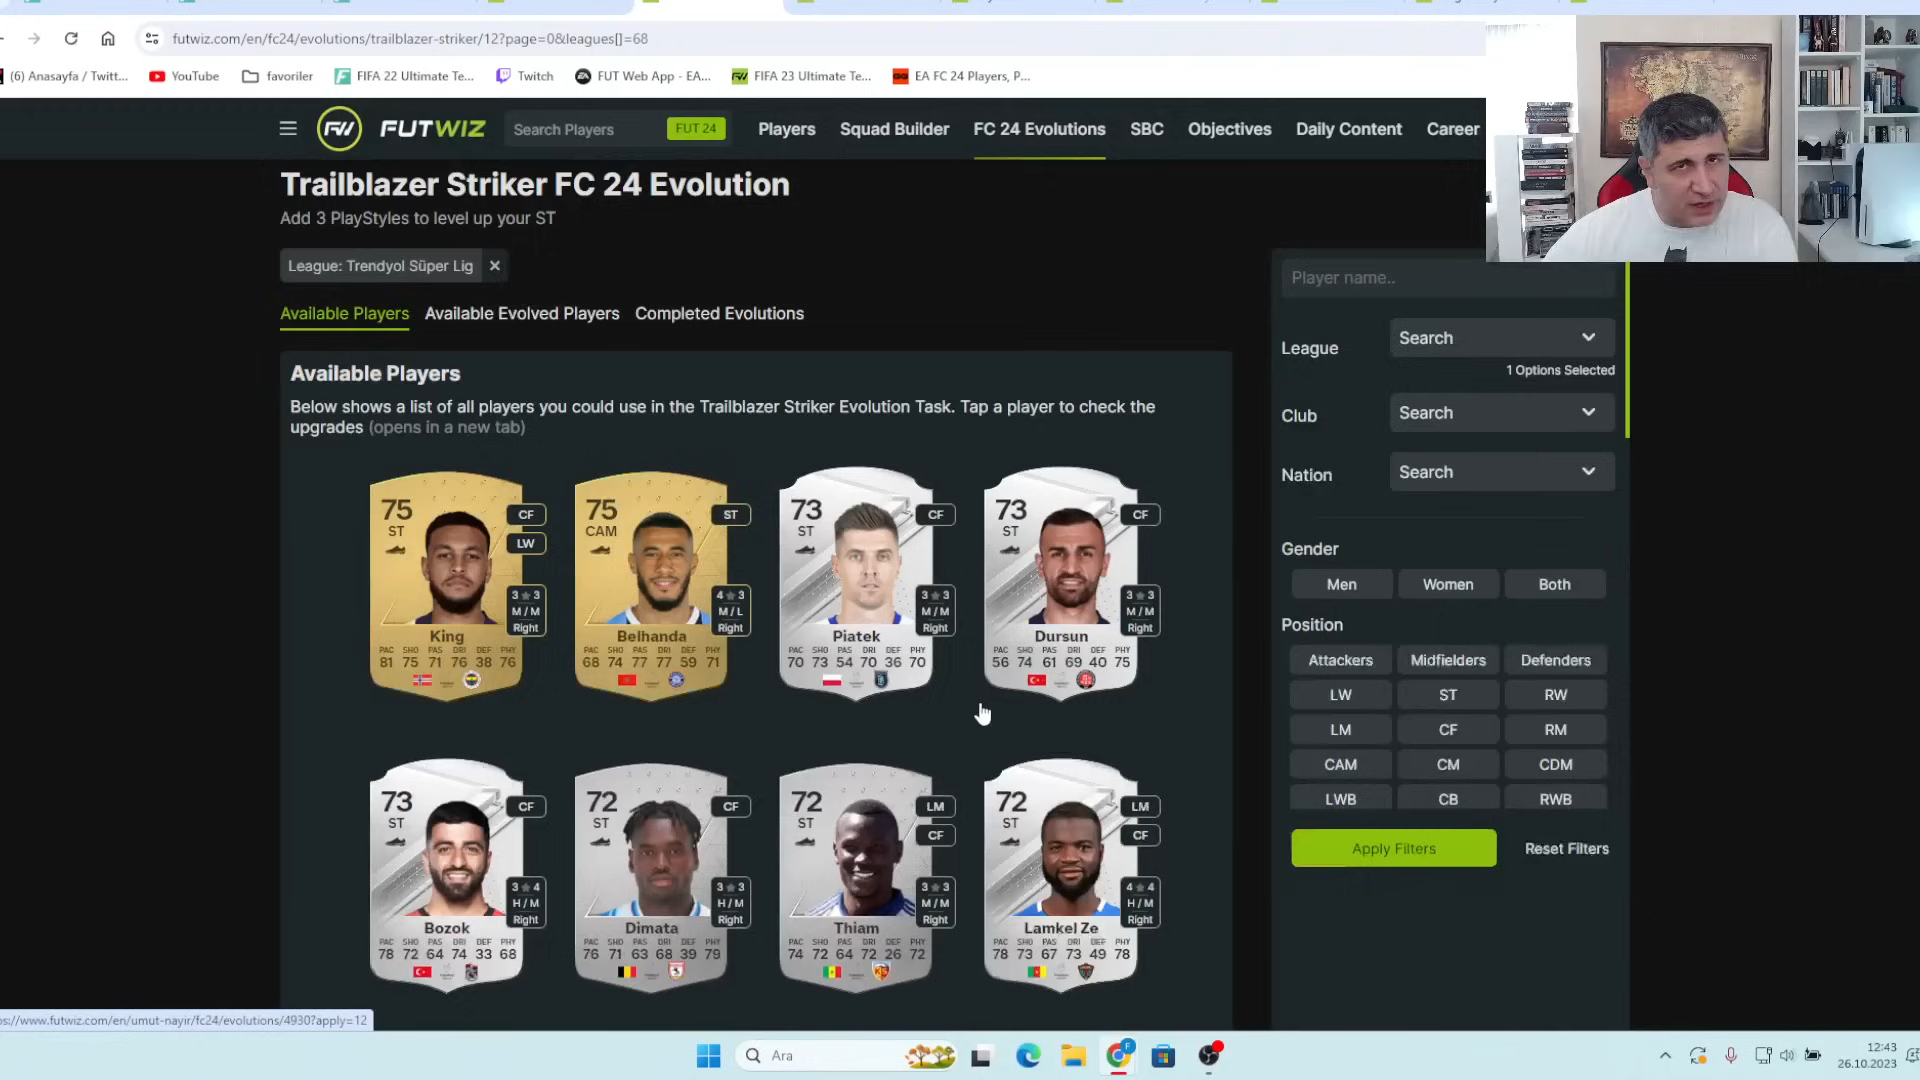 futwiz.com/en/fc24/evolutions/trailblazer-striker/12?page=0&leagues[]=68
(6) Anasayfa / Twitt...
YouTube
favoriler
FIFA 22 Ultimate Te...
Twitch
FUT Web App - EA...
FIFA 23 Ultimate Te...
EA FC 24 Players, P...
FW
FUTWIZ
Search Players
FUT 24
Players
Squad Builder
FC 24 Evolutions
SBC
Objectives
Daily Content
Career
Trailblazer Striker FC 24 Evolution
Add 3 PlayStyles to level up your ST
League: Trendyol Süper Lig ×
Available Players
Available Evolved Players
Completed Evolutions
Available Players
Below shows a list of all players you could use in the Trailblazer Striker Evolution Task. Tap a player to check the
upgrades (opens in a new tab)
75
ST
CF
LW
3 ★ 3
M / M
Right
King
PAC SHO PAS DRI DEF PHY
81 75 71 76 38 76
75
CAM
ST
4 ★ 3
M / L
Right
Belhanda
PAC SHO PAS DRI DEF PHY
68 74 77 77 59 71
73
ST
CF
3 ★ 3
M / M
Right
Piatek
PAC SHO PAS DRI DEF PHY
70 73 54 70 36 70
73
ST
CF
3 ★ 3
M / M
Right
Dursun
PAC SHO PAS DRI DEF PHY
56 74 61 69 40 75
73
ST
CF
3 ★ 4
H / M
Right
Bozok
PAC SHO PAS DRI DEF PHY
78 72 64 74 33 68
72
ST
CF
3 ★ 3
H / M
Right
Dimata
PAC SHO PAS DRI DEF PHY
76 71 63 68 39 79
72
ST
LM
CF
3 ★ 3
M / M
Right
Thiam
PAC SHO PAS DRI DEF PHY
74 72 64 72 26 72
72
ST
LM
CF
4 ★ 4
H / M
Right
Lamkel Ze
PAC SHO PAS DRI DEF PHY
78 73 67 73 49 78
Player name..
League
Search
1 Options Selected
Club
Search
Nation
Search
Gender
Men
Women
Both
Position
Attackers
Midfielders
Defenders
LW
ST
RW
LM
CF
RM
CAM
CM
CDM
LWB
CB
RWB
Apply Filters
Reset Filters
ps://www.futwiz.com/en/umut-nayir/fc24/evolutions/4930?apply=12
Ara
12:43
26.10.2023